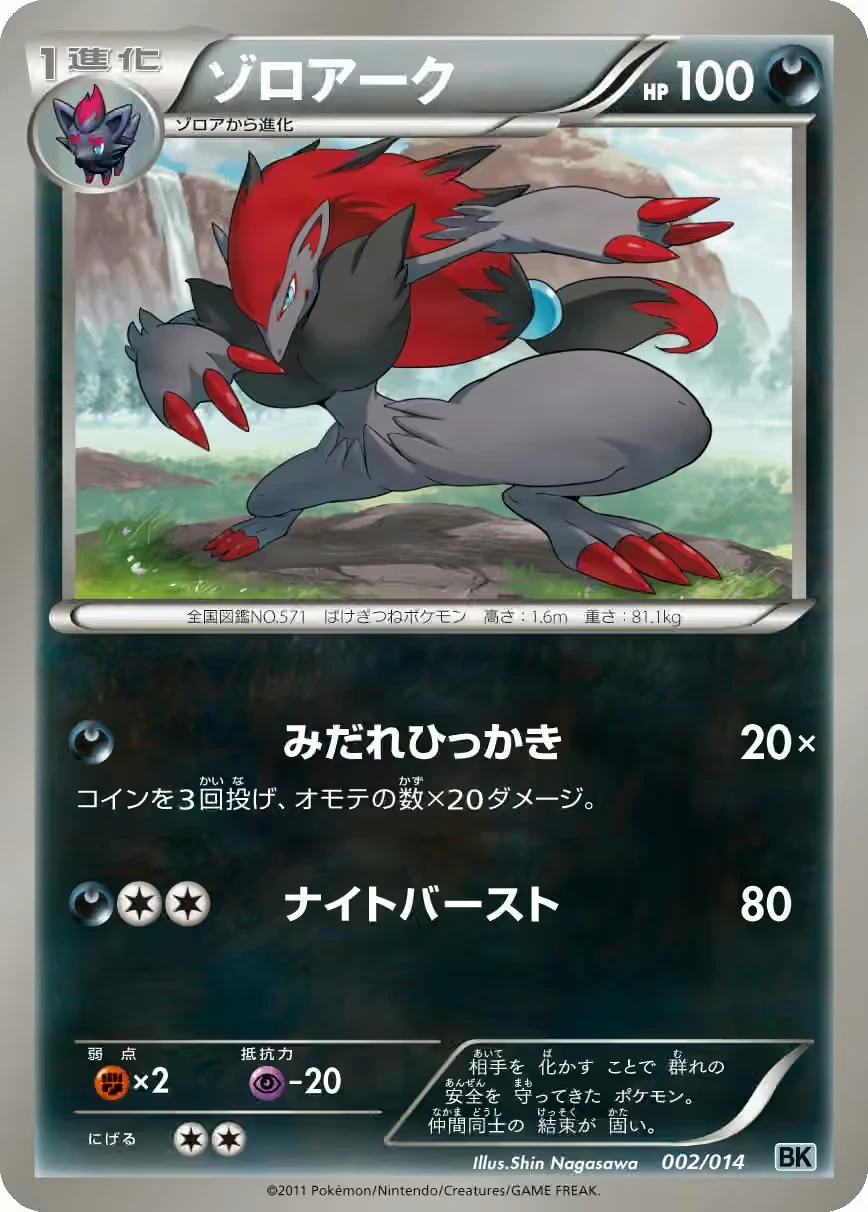 1進化
ゾロアーク
HP 100
ゾロアから進化
全国図鑑NO.571 ばけぎつねポケモン 高さ:1.6m 重さ:81.1kg
みだれひっかき 20×
コインを3回投げ、オモテの数×20ダメージ。
ナイトバースト 80
弱点 抵抗力
×2 -20
にげる
相手を 化かす ことで 群れの
安全を 守ってきた ポケモン。
仲間同士の 結束が 固い。
Illus.Shin Nagasawa 002/014 BK
©2011 Pokémon/Nintendo/Creatures/GAME FREAK.